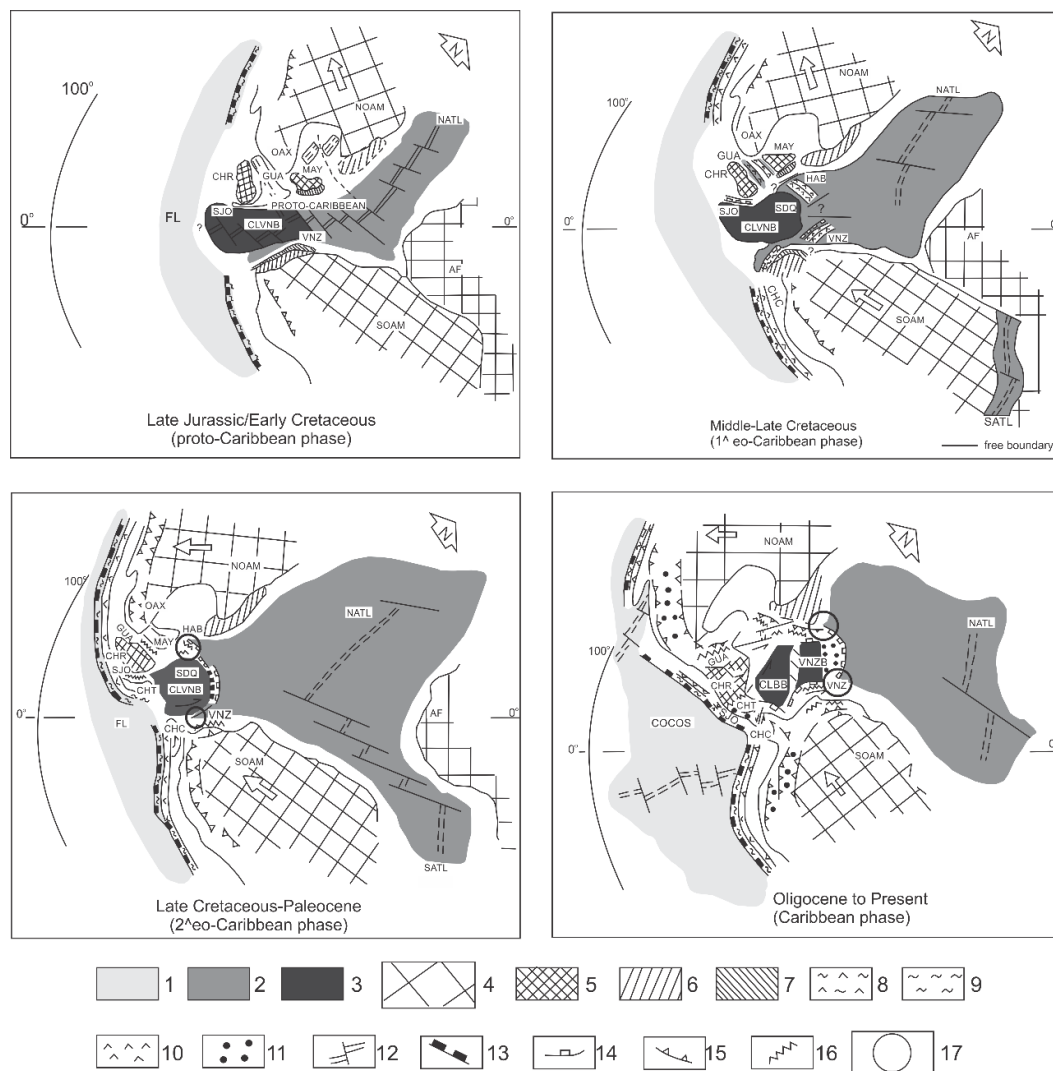 100°
0°
FL
CHR
SJO
?
OAX
GUA
MAY
CLVNB
PROTO-CARIBBEAN
VNZ
NOAM
NATL
AF
SOAM
0°
N
Late Jurassic/Early Cretaceous
(proto-Caribbean phase)
100°
0°
OAX
GUA
CHR
MAY
?
HAB
SJO
SDQ
?
CLVNB
VNZ
?
CHC
NOAM
NATL
AF
SOAM
SATL
N
Middle-Late Cretaceous
(1^ eo-Caribbean phase)
free boundary
100°
0°
OAX
GUA
MAY
HAB
CHR
SJO
CHT
SDQ
CLVNB
FL
VNZ
CHC
NOAM
NATL
AF
0°
SOAM
SATL
N
Late Cretaceous-Paleocene
(2^eo-Caribbean phase)
100°
0°
NOAM
NATL
GUA
CHR
CHT
VNZB
CLBB
VNZ
COCOS
CHC
SOAM
N
Oligocene to Present
(Caribbean phase)
1
2
3
4
5
6
7
8
9
10
11
12
13
14
15
16
17